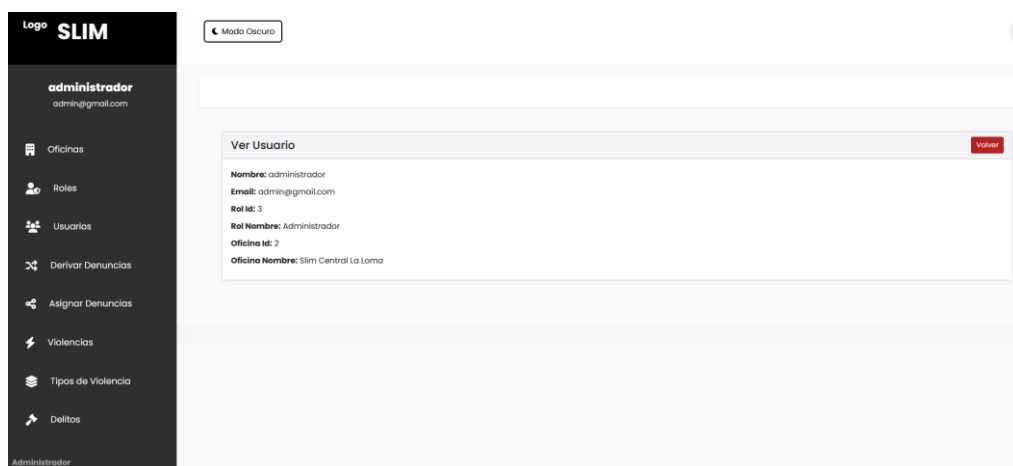 Logo SLIM
Modo Oscuro
administrador
admin@gmail.com
Oficinas
Roles
Usuarios
Derivar Denuncias
Asignar Denuncias
Violencias
Tipos de Violencia
Delitos
Administrador
Ver Usuario
Volver
Nombre: administrador
Email: admin@gmail.com
Rol Id: 3
Rol Nombre: Administrador
Oficina Id: 2
Oficina Nombre: Slim Central La Loma